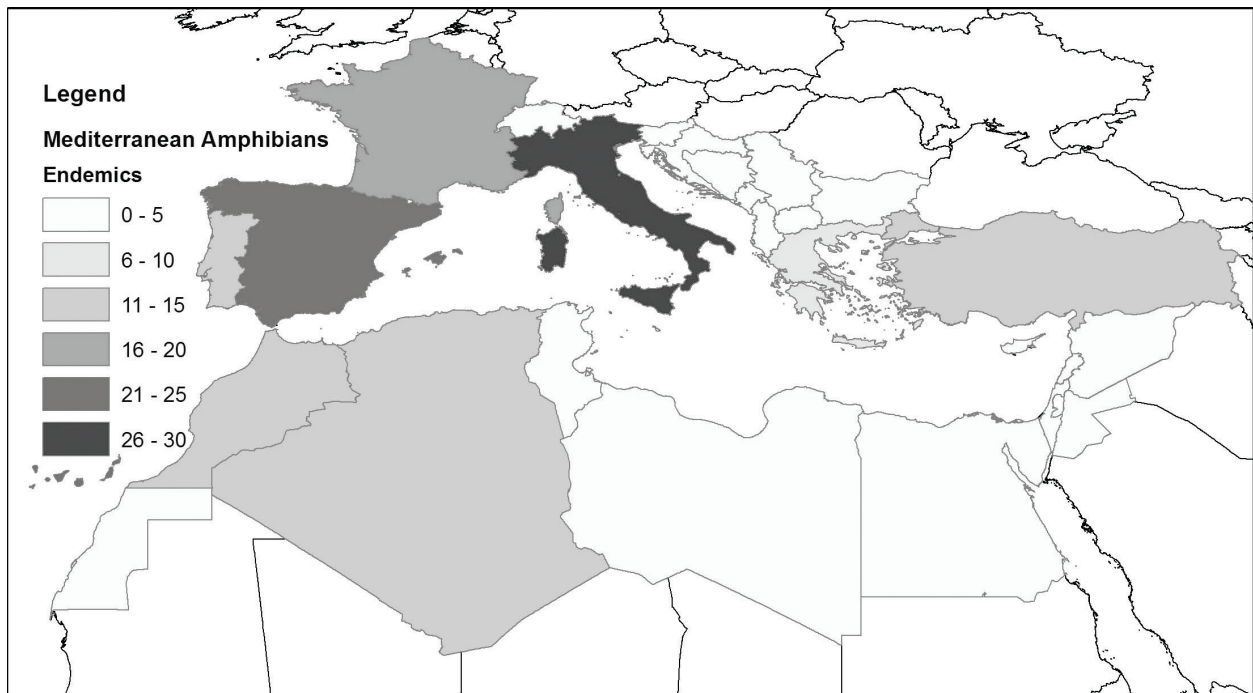 Legend
Mediterranean Amphibians
Endemics
0 - 5
6 - 10
11 - 15
16 - 20
21 - 25
26 - 30